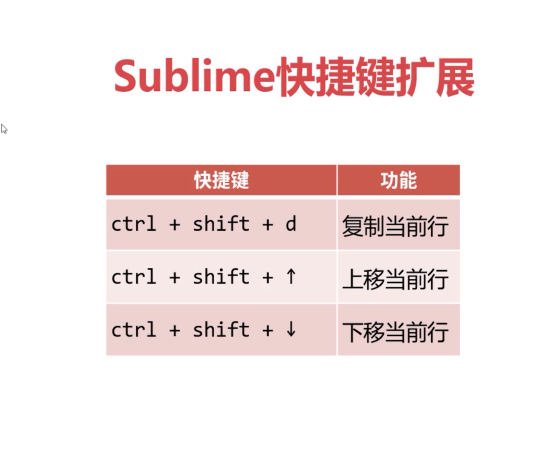 Sublime快捷键扩展
快捷键 功能
ctrl + shift + d 复制当前行
ctrl + shift + ↑ 上移当前行
ctrl + shift + ↓ 下移当前行